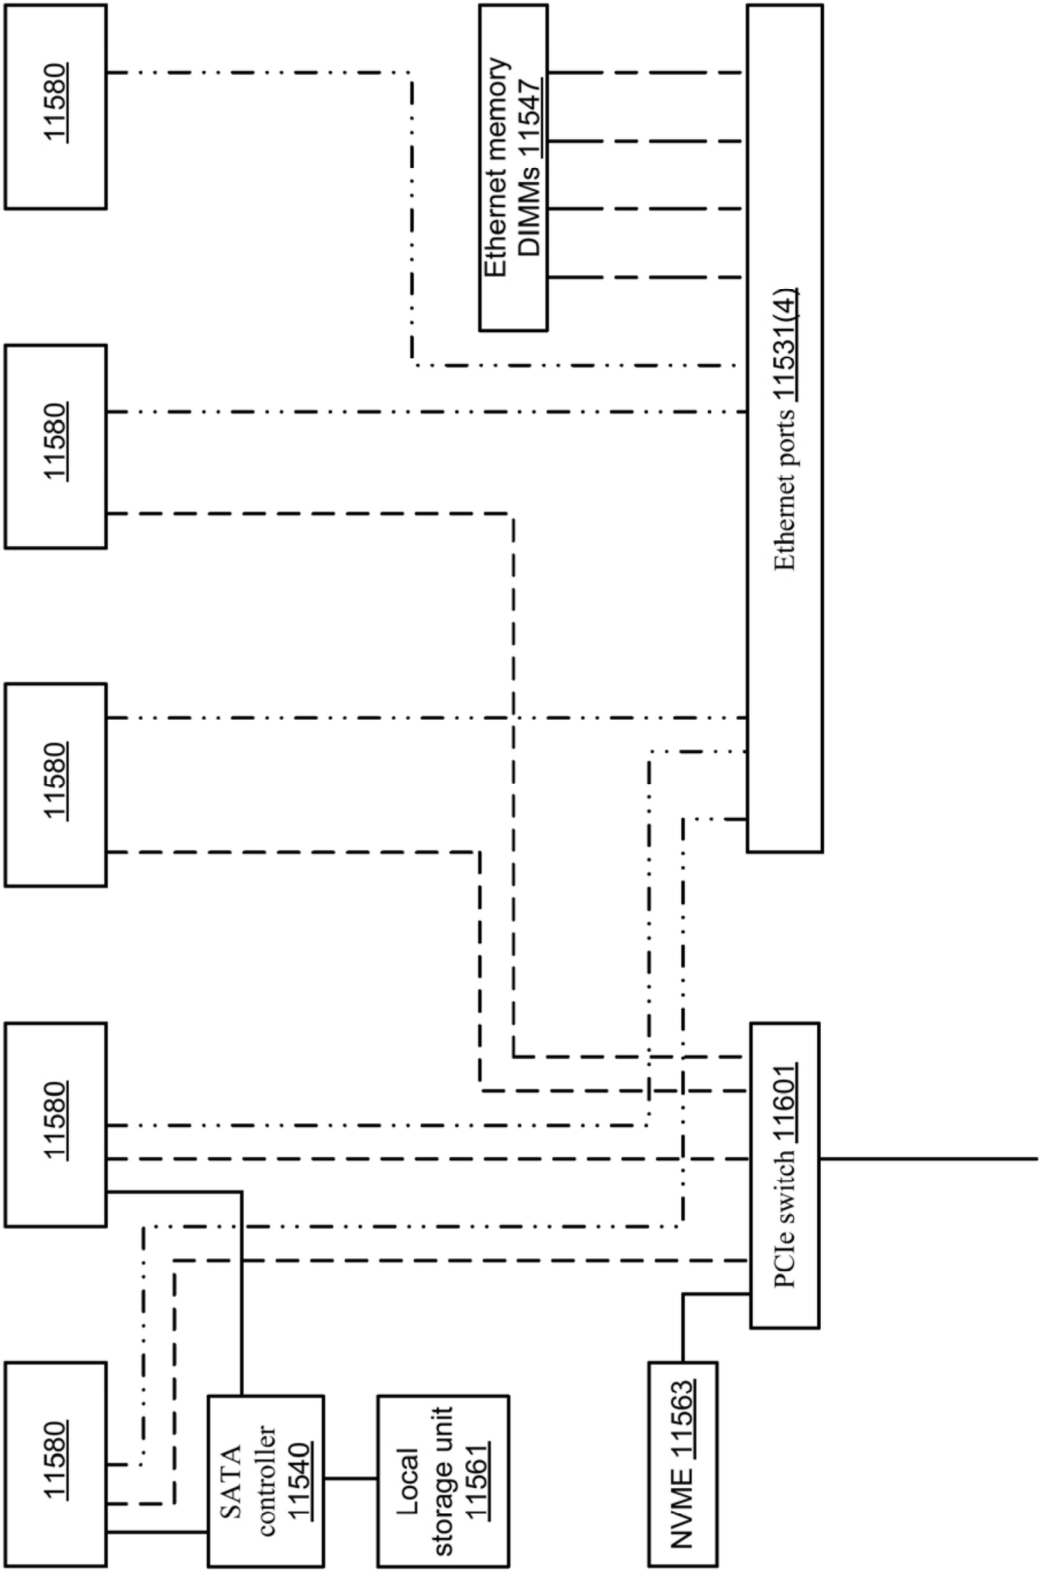 11580
11580
11580
11580
11580
SATA
controller
11540
Local
storage unit
11561
Ethernet memory
DIMMs 11547
NVME 11563
PCIe switch 11601
Ethernet ports 11531(4)